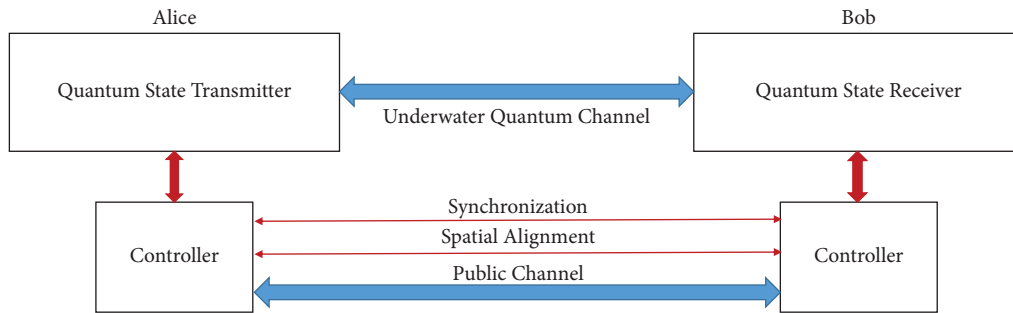 Alice
Bob
Quantum State Transmitter
Quantum State Receiver
Underwater Quantum Channel
Synchronization
Spatial Alignment
Controller
Controller
Public Channel